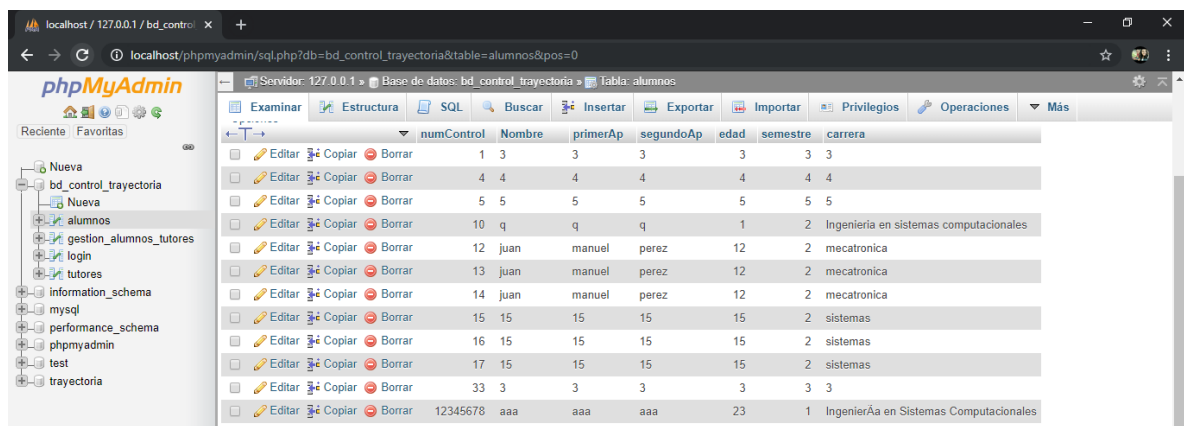 localhost / 127.0.0.1 / bd_control
localhost/phpmyadmin/sql.php?db=bd_control_trayectoria&table=alumnos&pos=0
phpMyAdmin
Reciente Favoritas
Nueva
bd_control_trayectoria
Nueva
alumnos
gestion_alumnos_tutores
login
tutores
information_schema
mysql
performance_schema
phpmyadmin
test
trayectoria
Servidor: 127.0.0.1 » Base de datos: bd_control_trayectoria » Tabla: alumnos
Examinar Estructura SQL Buscar Insertar Exportar Importar Privilegios Operaciones Más
numControl Nombre primerAp segundoAp edad semestre carrera
Editar Copiar Borrar 1 3 3 3 3 3 3
Editar Copiar Borrar 4 4 4 4 4 4 4
Editar Copiar Borrar 5 5 5 5 5 5 5
Editar Copiar Borrar 10 q q q 1 2 Ingenieria en sistemas computacionales
Editar Copiar Borrar 12 juan manuel perez 12 2 mecatronica
Editar Copiar Borrar 13 juan manuel perez 12 2 mecatronica
Editar Copiar Borrar 14 juan manuel perez 12 2 mecatronica
Editar Copiar Borrar 15 15 15 15 15 2 sistemas
Editar Copiar Borrar 16 15 15 15 15 2 sistemas
Editar Copiar Borrar 17 15 15 15 15 2 sistemas
Editar Copiar Borrar 33 3 3 3 3 3 3
Editar Copiar Borrar 12345678 aaa aaa aaa 23 1 IngenierÃa en Sistemas Computacionales